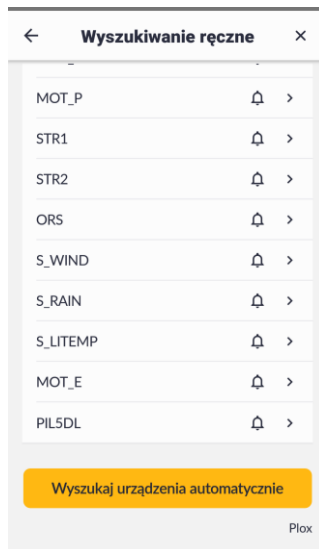 Wyszukiwanie ręczne
MOT_P
STR1
STR2
ORS
S_WIND
S_RAIN
S_LITEMP
MOT_E
PIL5DL
Wyszukaj urządzenia automatycznie
Plox